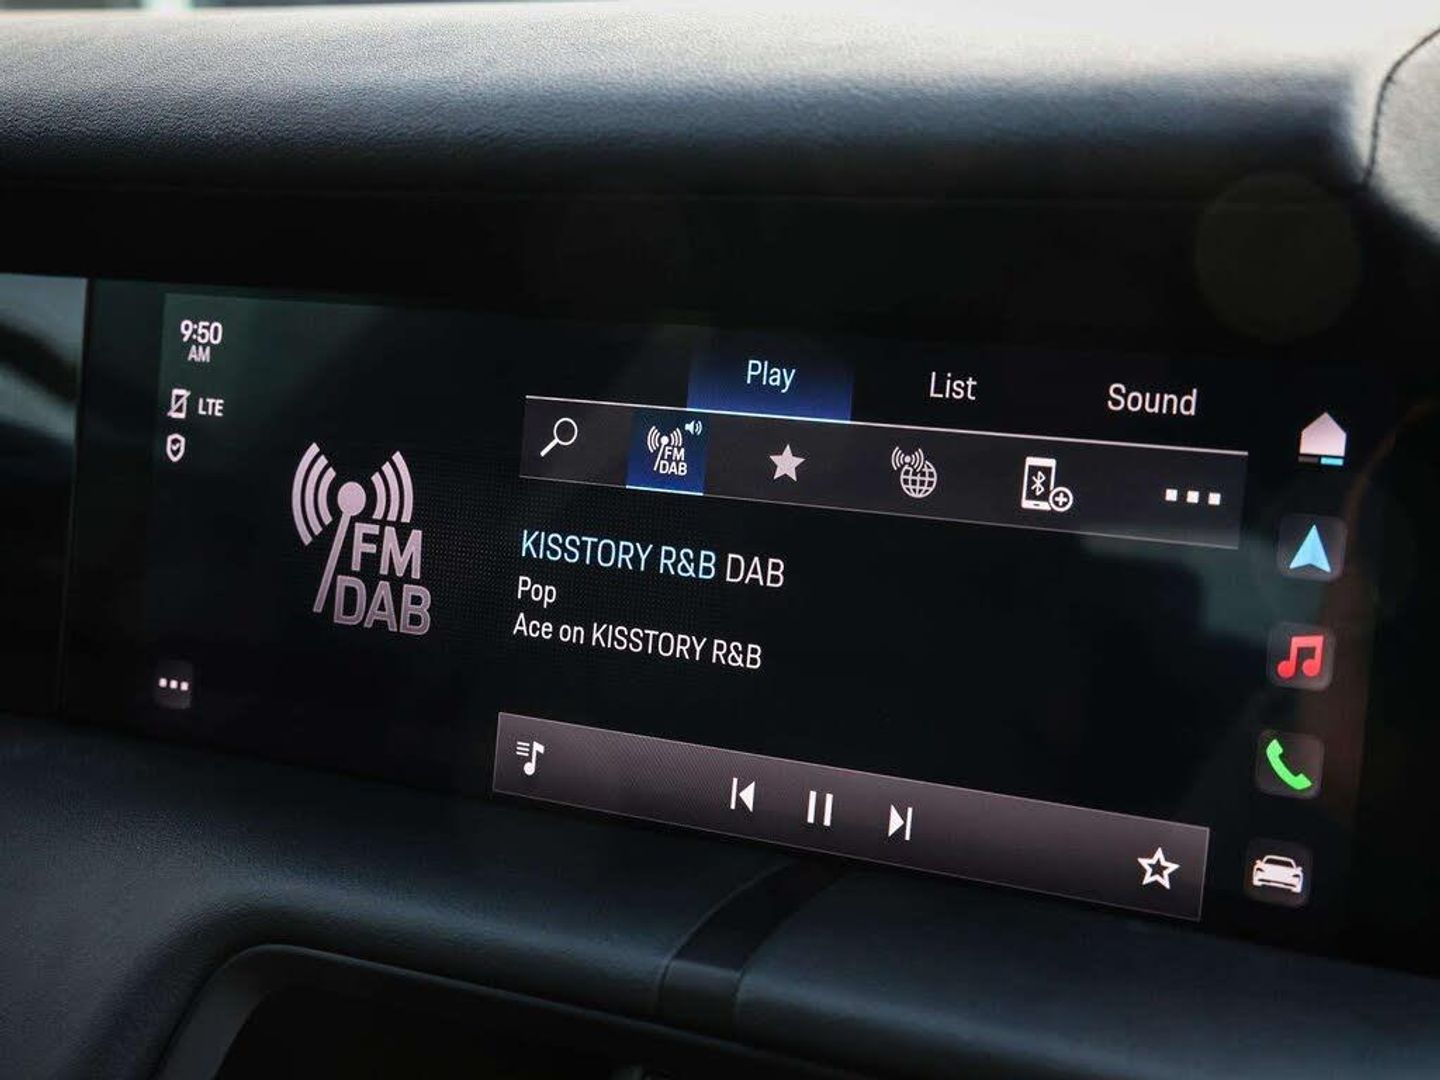 9:50
AM
LTE
FM
DAB
Play
List
Sound
FM
DAB
KISSTORY R&B DAB
Pop
Ace on KISSTORY R&B